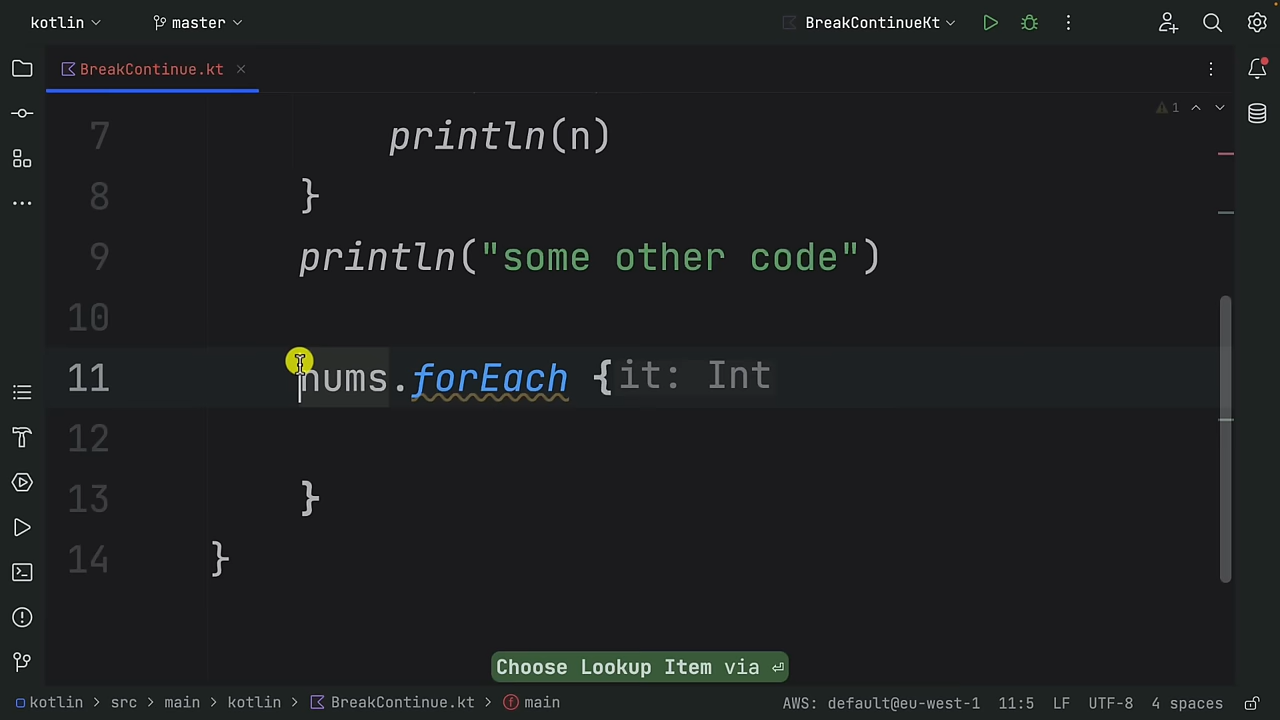 kotlin
master
BreakContinueKt
BreakContinue.kt
1
7 println(n)
8 }
9 println("some other code")
10
11 nums.forEach { it: Int
12
13 }
14 }
Choose Lookup Item via ⏎
kotlin > src > main > kotlin > BreakContinue.kt > main
AWS: default@eu-west-1 11:5 LF UTF-8 4 spaces